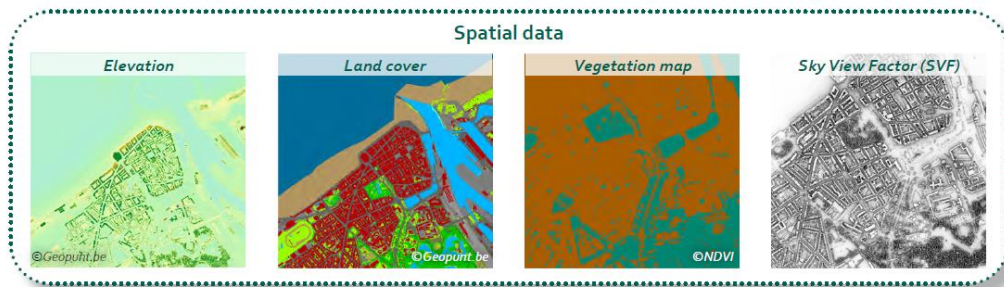 Spatial data
Elevation
Land cover
Vegetation map
Sky View Factor (SVF)
©Geopunt.be
©Geopunt.be
©NDVI